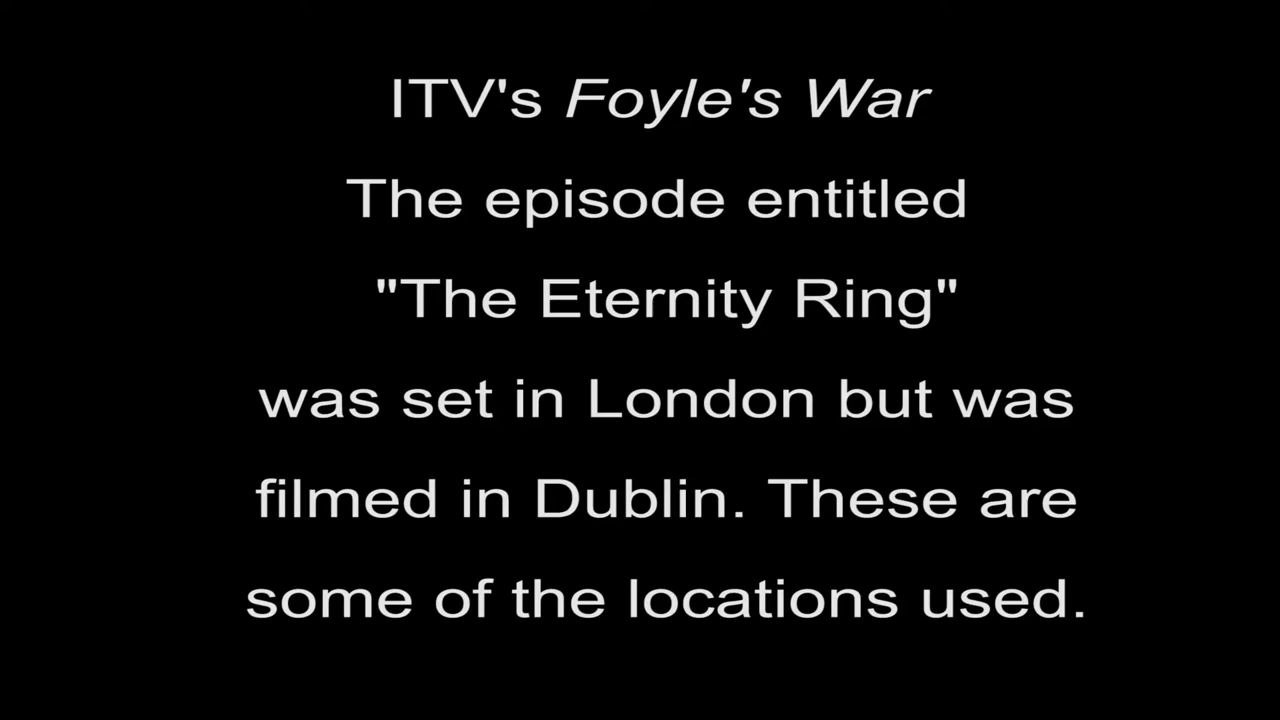 ITV's Foyle's War
The episode entitled
"The Eternity Ring"
was set in London but was
filmed in Dublin. These are
some of the locations used.